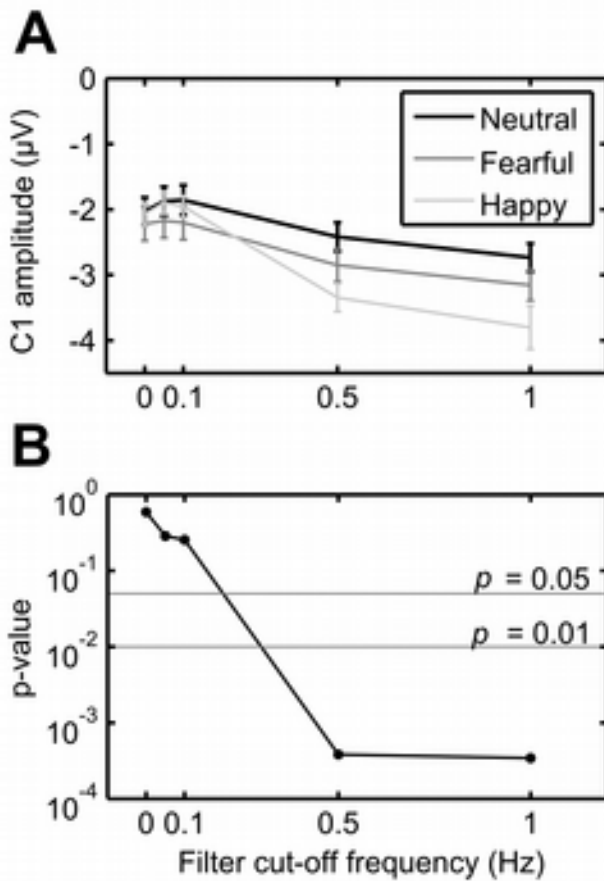 A
0
-1
-2
-3
-4
C1 amplitude (µV)
Neutral
Fearful
Happy
0 0.1 0.5 1
B
10⁰
10⁻¹
10⁻²
10⁻³
10⁻⁴
p-value
p = 0.05
p = 0.01
0 0.1 0.5 1
Filter cut-off frequency (Hz)